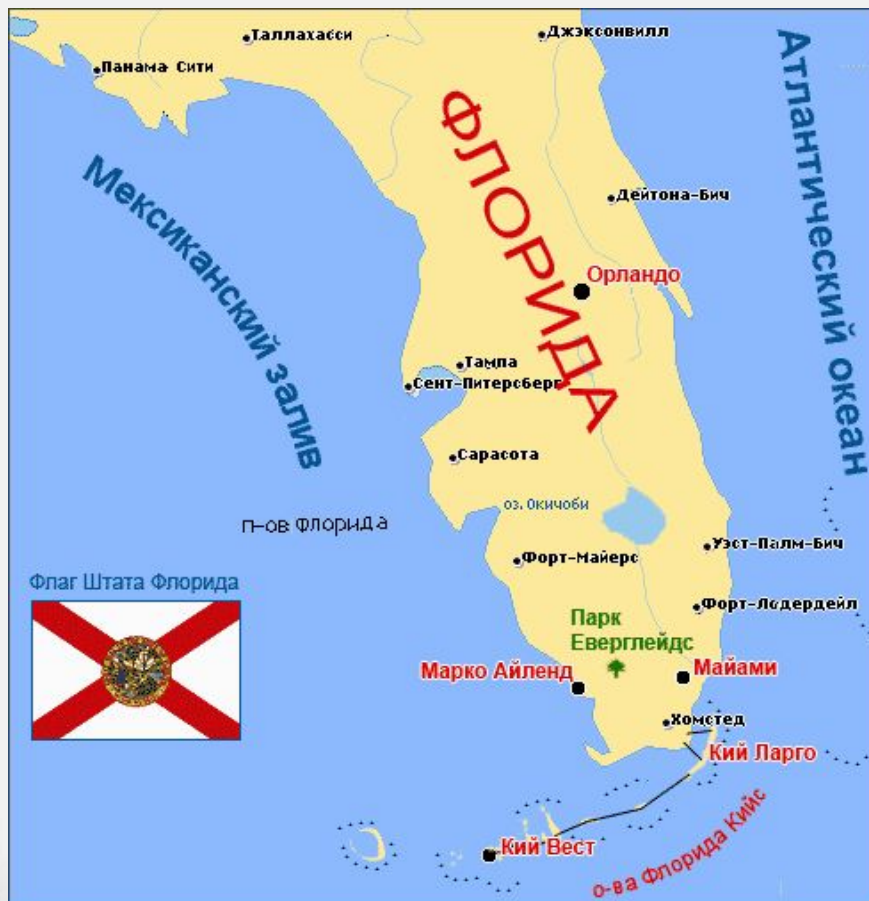 Таллахасси
Джэксонвилл
Панама Сити
Атлантический океан
ФЛОРИДА
Мексиканский залив
Дейтона-Бич
Орландо
Тампа
Сент-Питерсберг
Сарасота
оз. Окичоби
п-ов Флорида
Уэст-Палм-Бич
Форт-Майерс
Флаг Штата Флорида
Форт-Лодердейл
Парк
Еверглейдс
Марко Айленд
Майами
Хомстед
Кий Ларго
Кий Вест
о-ва Флорида Кийс